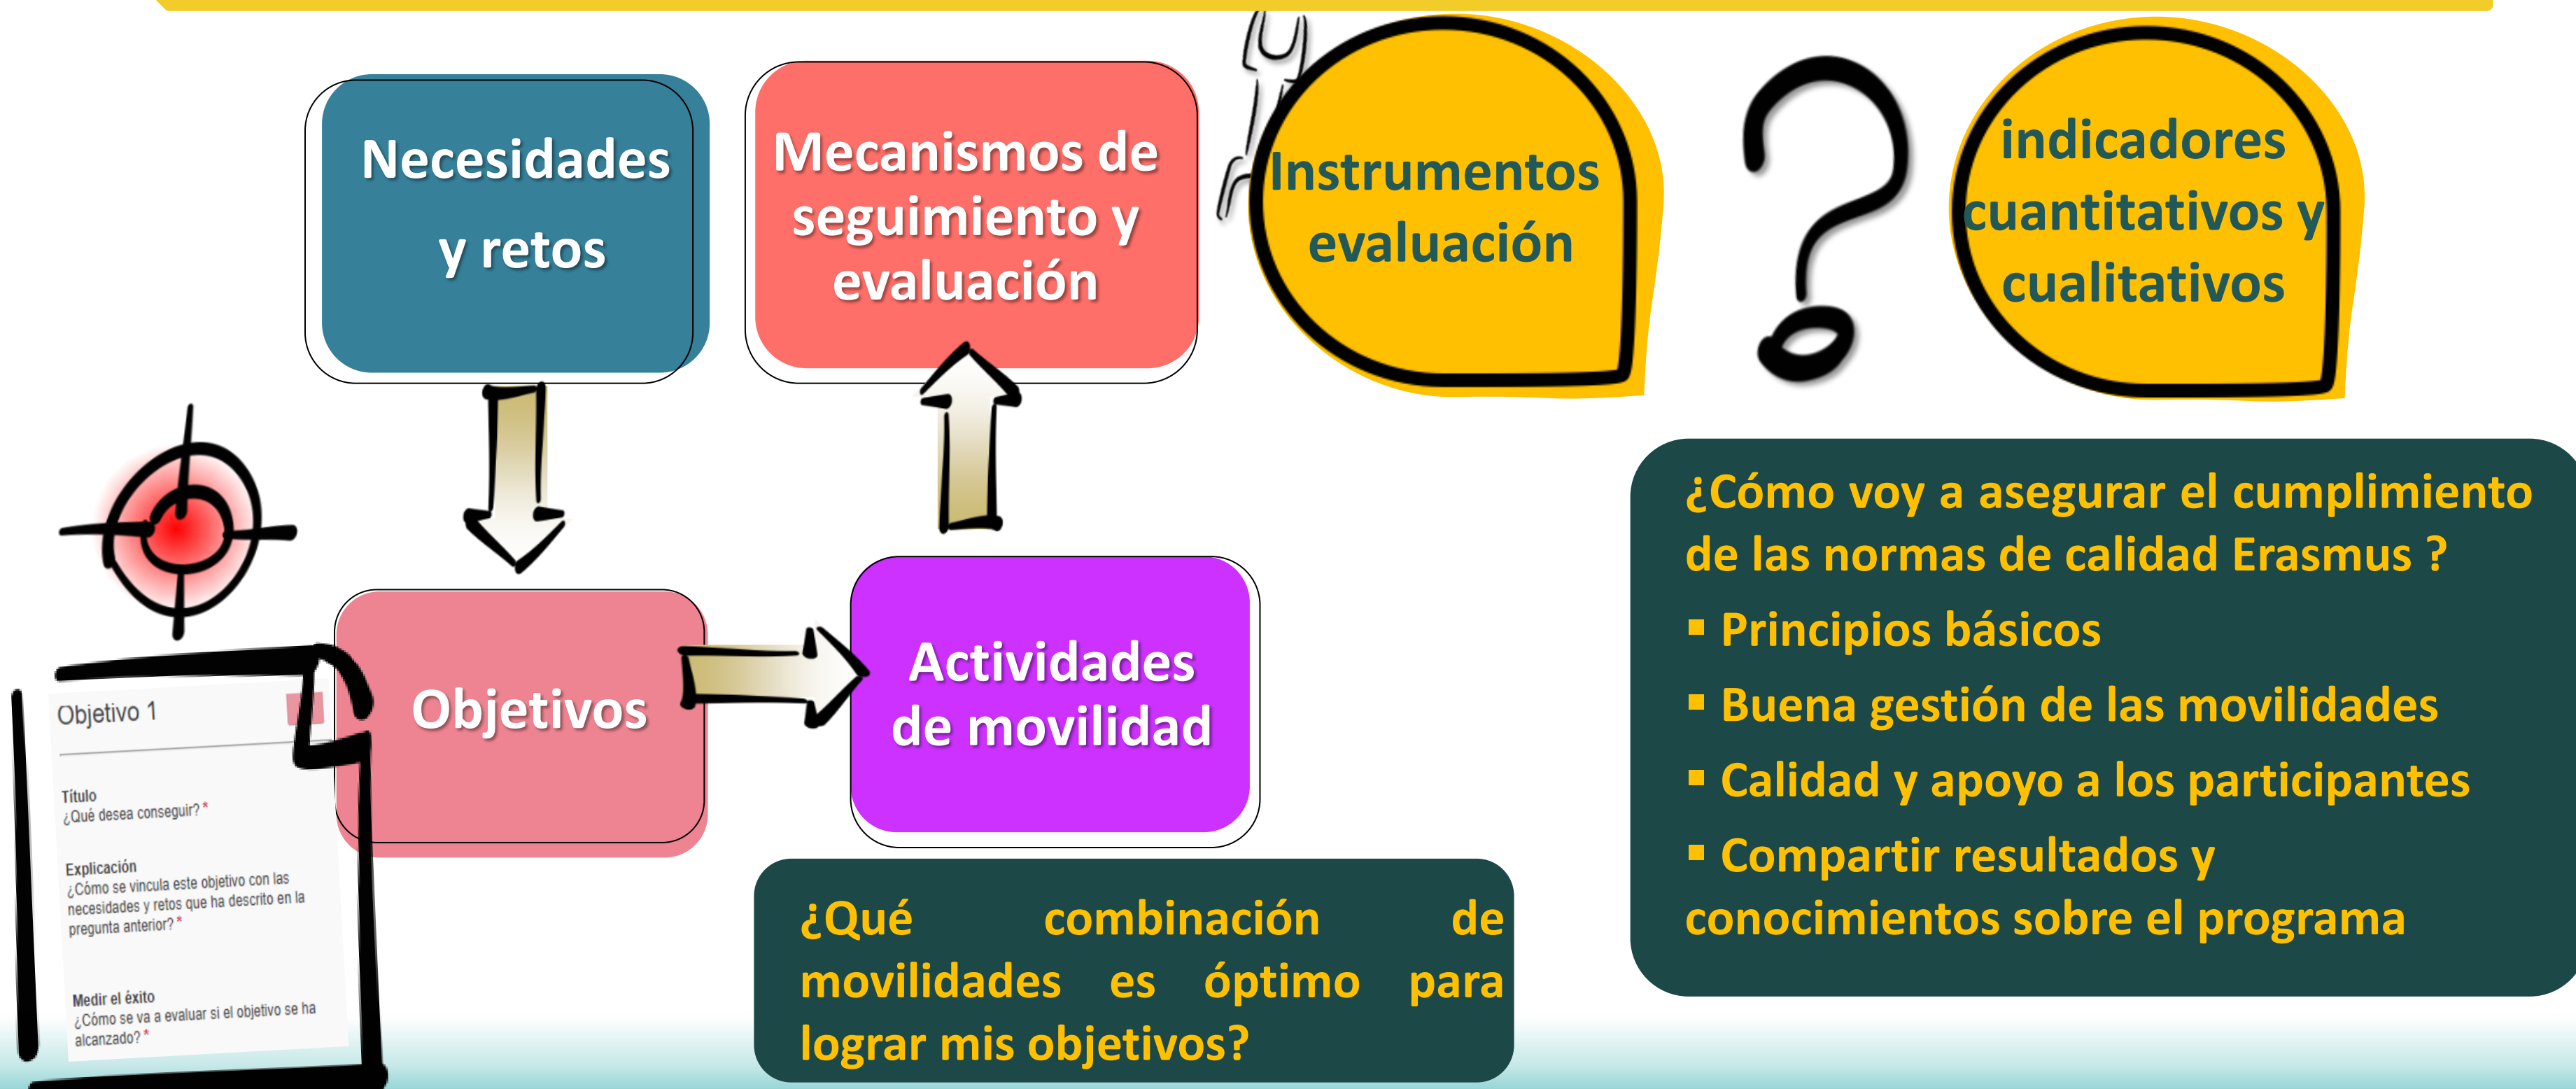 Necesidades
y retos
Mecanismos de
seguimiento y
evaluación
Instrumentos
evaluación
indicadores
cuantitativos y
cualitativos
Objetivos
Actividades
de movilidad
Objetivo 1
Título
¿Qué desea conseguir? *
Explicación
¿Cómo se vincula este objetivo con las
necesidades y retos que ha descrito en la
pregunta anterior? *
Medir el éxito
¿Cómo se va a evaluar si el objetivo se ha
alcanzado? *
¿Qué combinación de
movilidades es óptimo para
lograr mis objetivos?
¿Cómo voy a asegurar el cumplimiento
de las normas de calidad Erasmus ?
▪ Principios básicos
▪ Buena gestión de las movilidades
▪ Calidad y apoyo a los participantes
▪ Compartir resultados y
conocimientos sobre el programa